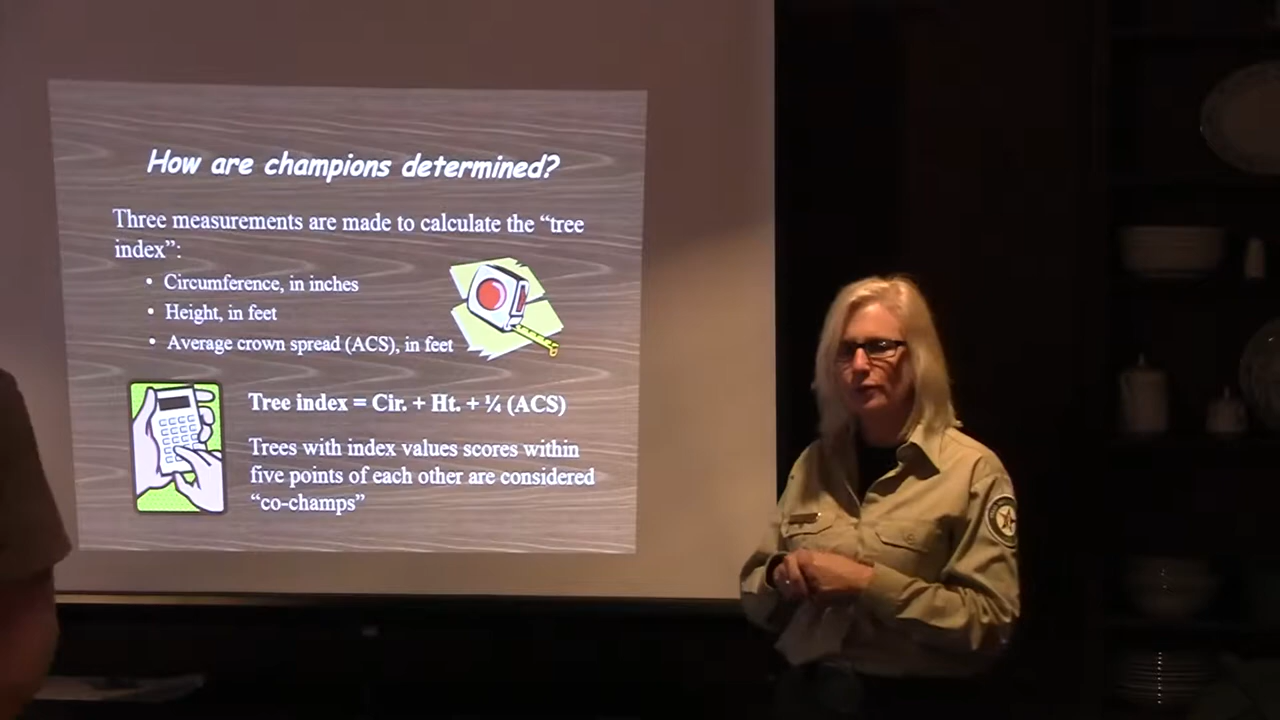 How are champions determined?
Three measurements are made to calculate the “tree
index”:
• Circumference, in inches
• Height, in feet
• Average crown spread (ACS), in feet
Tree index = Cir. + Ht. + ¼ (ACS)
Trees with index values scores within
five points of each other are considered
“co-champs”